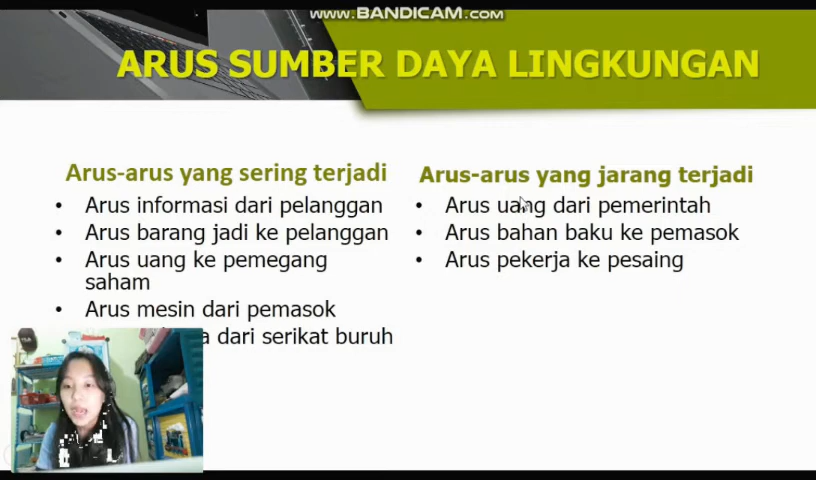 www.BANDICAM.com
ARUS SUMBER DAYA LINGKUNGAN
Arus-arus yang sering terjadi
• Arus informasi dari pelanggan
• Arus barang jadi ke pelanggan
• Arus uang ke pemegang
saham
• Arus mesin dari pemasok
dari serikat buruh
Arus-arus yang jarang terjadi
• Arus uang dari pemerintah
• Arus bahan baku ke pemasok
• Arus pekerja ke pesaing